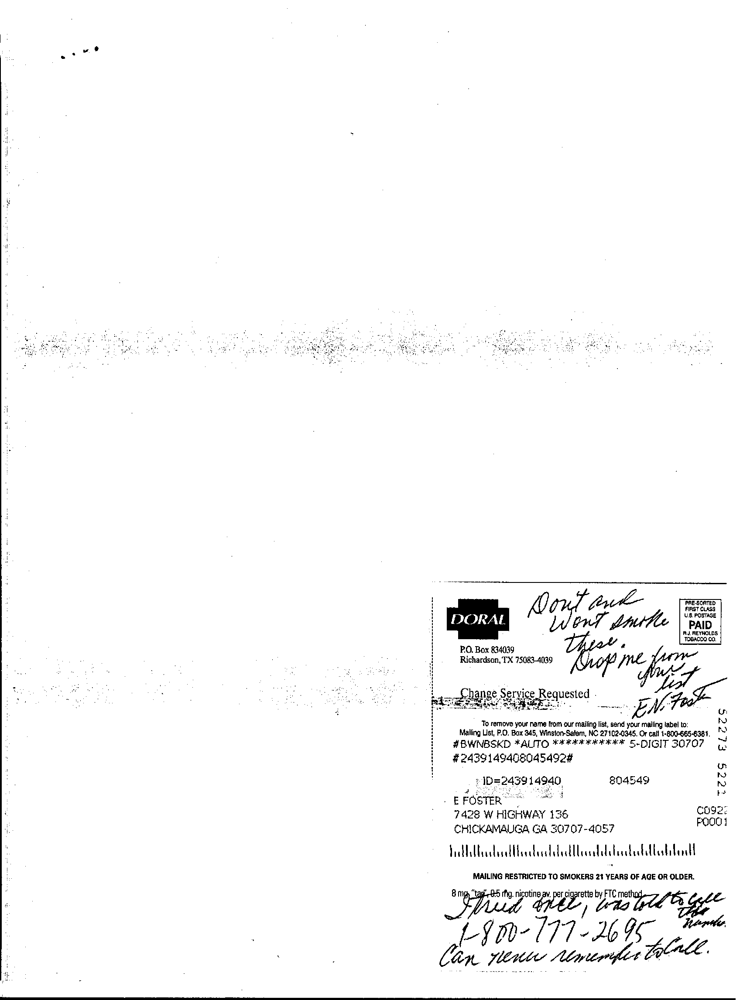 DORAL
P.O. Box 834039
Richardson, TX 75083-4039
Change Service Requested
Dont and
Wont smoke
these.
Drop me from
your
list
E.N. Foster
PRE-SORTED
FIRST CLASS
U.S. POSTAGE
PAID
R.J. REYNOLDS
TOBACCO CO.
To remove your name from our mailing list, send your mailing label to:
Mailing List, P.O. Box 345, Winston-Salem, NC 27102-0345. Or call 1-800-665-6381.
#BWNBSKD *AUTO *********** 5-DIGIT 30707
#2439149408045492#
ID=243914940 804549
E FOSTER
7428 W HIGHWAY 136
CHICKAMAUGA GA 30707-4057
C092
P0001
52273 5221
MAILING RESTRICTED TO SMOKERS 21 YEARS OF AGE OR OLDER.
8 mg. "tar", 0.5 mg. nicotine av. per cigarette by FTC method.
I tried once, was told to call
this
number.
1-800-777-2695
Can never remember to Call.